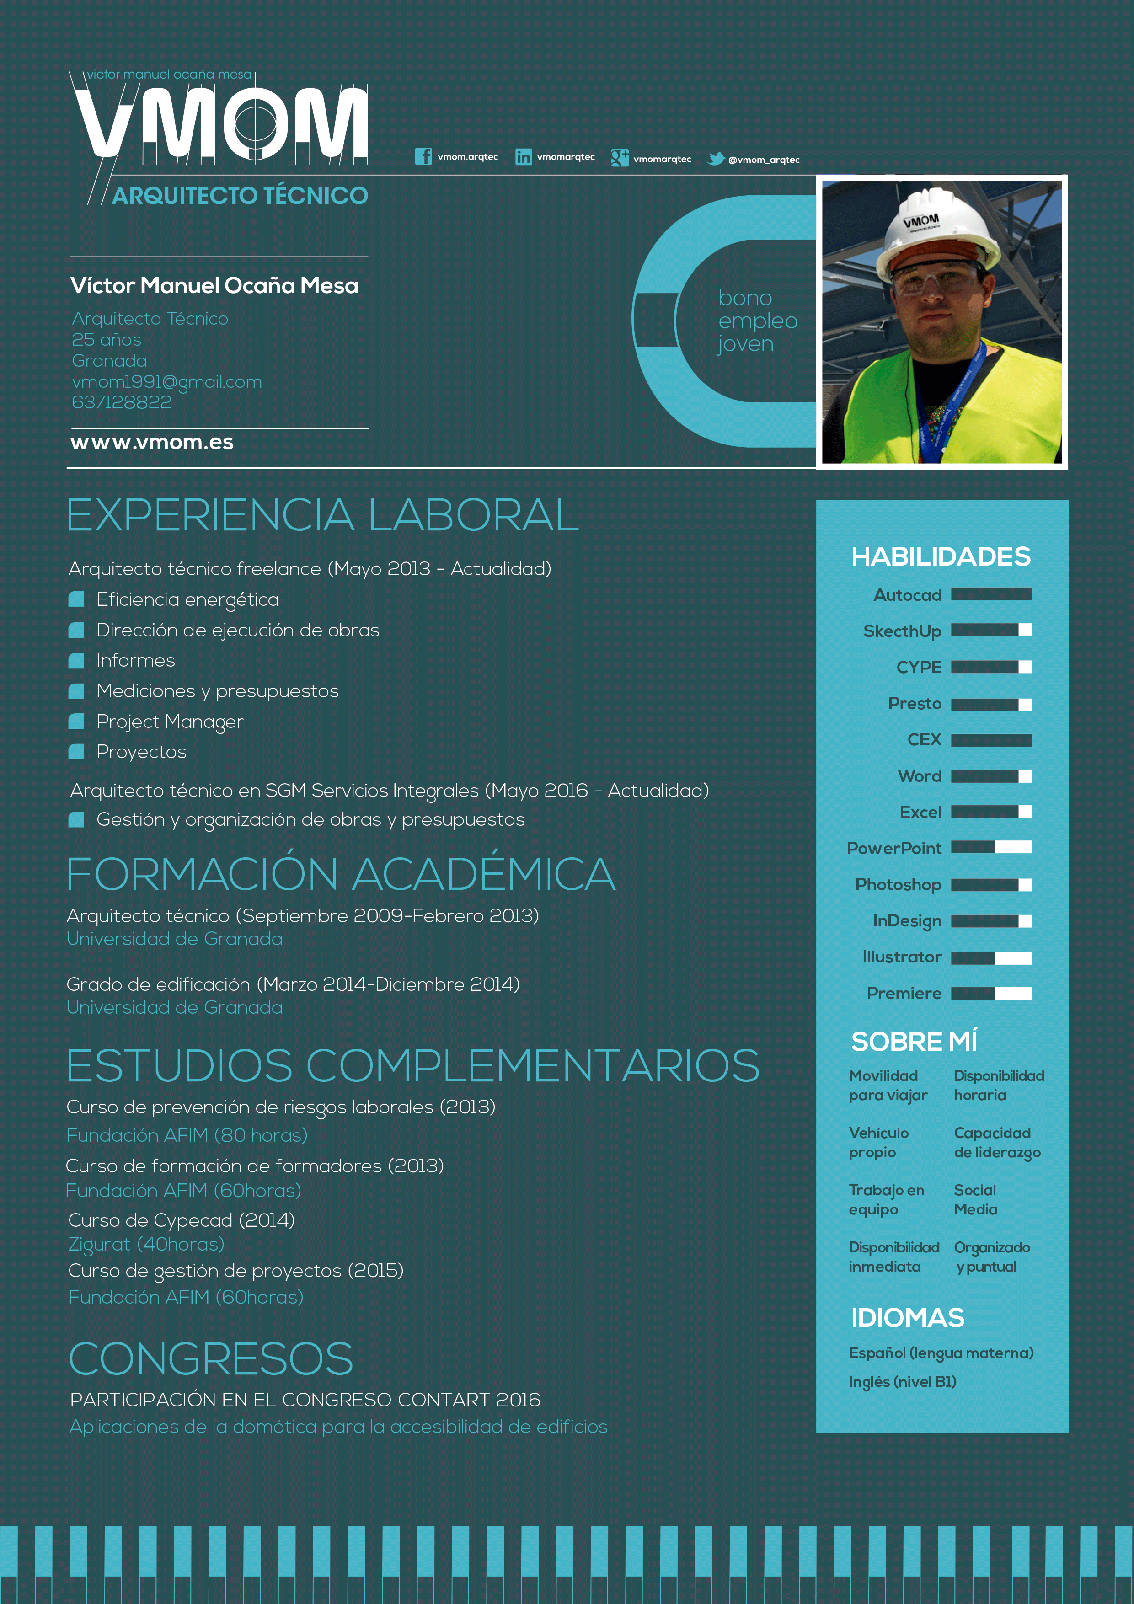 victor manuel ocaña mesa
VMOM
ARQUITECTO TÉCNICO
vmom.arqtec
vmomarqtec
vmomarqtec
@vmom_arqtec
VMOM
Víctor Manuel Ocaña Mesa
Arquitecto Técnico
25 años
Granada
vmom1991@gmail.com
637128822
www.vmom.es
bono
empleo
joven
EXPERIENCIA LABORAL
Arquitecto técnico freelance (Mayo 2013 - Actualidad)
Eficiencia energética
Dirección de ejecución de obras
Informes
Mediciones y presupuestos
Project Manager
Proyectos
Arquitecto técnico en SGM Servicios Integrales (Mayo 2016 - Actualidad)
Gestión y organización de obras y presupuestos
FORMACIÓN ACADÉMICA
Arquitecto técnico (Septiembre 2009-Febrero 2013)
Universidad de Granada
Grado de edificación (Marzo 2014-Diciembre 2014)
Universidad de Granada
ESTUDIOS COMPLEMENTARIOS
Curso de prevención de riesgos laborales (2013)
Fundación AFIM (80 horas)
Curso de formación de formadores (2013)
Fundación AFIM (60horas)
Curso de Cypecad (2014)
Zigurat (40horas)
Curso de gestión de proyectos (2015)
Fundación AFIM (60horas)
CONGRESOS
PARTICIPACIÓN EN EL CONGRESO CONTART 2016
Aplicaciones de la domótica para la accesibilidad de edificios
HABILIDADES
Autocad
SkecthUp
CYPE
Presto
CEX
Word
Excel
PowerPoint
Photoshop
InDesign
Illustrator
Premiere
SOBRE MÍ
Movilidad
para viajar
Disponibilidad
horaria
Vehículo
propio
Capacidad
de liderazgo
Trabajo en
equipo
Social
Media
Disponibilidad
inmediata
Organizado
y puntual
IDIOMAS
Español (lengua materna)
Inglés (nivel B1)